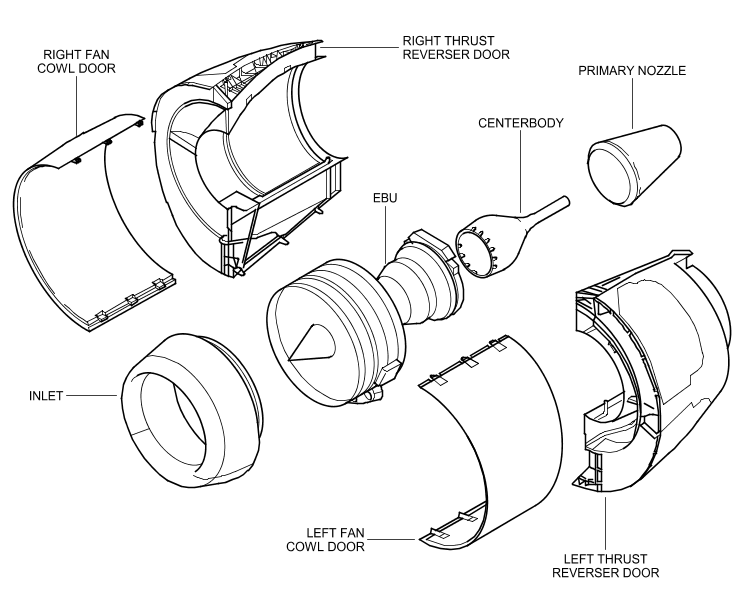 RIGHT FAN
COWL DOOR
RIGHT THRUST
REVERSER DOOR
PRIMARY NOZZLE
CENTERBODY
EBU
INLET
LEFT FAN
COWL DOOR
LEFT THRUST
REVERSER DOOR